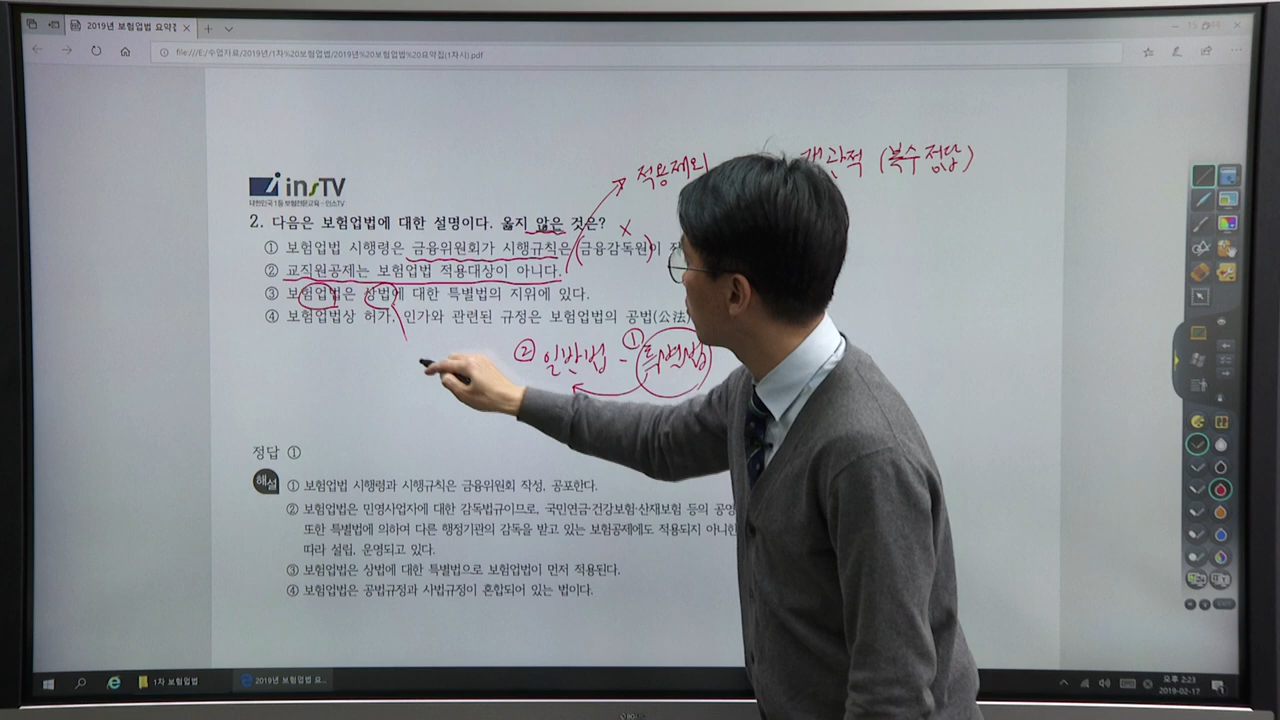 2019년 보험업법 요약집
file:///E:/수업자료/2019년/1차%20보험업법/2019년%20보험업법%20요약집(1차시).pdf
적용제외
객관적 (복수정답)
insTV
대한민국 1등 보험전문교육 - 인스TV
2. 다음은 보험업법에 대한 설명이다. 옳지 않은 것은?
X
① 보험업법 시행령은 금융위원회가 시행규칙은 (금융감독원)이
② 교직원공제는 보험업법 적용대상이 아니다.
③ 보험업법은 상법에 대한 특별법의 지위에 있다.
④ 보험업법상 허가, 인가와 관련된 규정은 보험업법의 공법(公法)
② 일반법 - ① 특별법
정답 ①
해설
① 보험업법 시행령과 시행규칙은 금융위원회 작성, 공포한다.
② 보험업법은 민영사업자에 대한 감독법규이므로, 국민연금·건강보험·산재보험 등의 공영
또한 특별법에 의하여 다른 행정기관의 감독을 받고 있는 보험공제에도 적용되지 아니한
따라 설립, 운영되고 있다.
③ 보험업법은 상법에 대한 특별법으로 보험업법이 먼저 적용된다.
④ 보험업법은 공법규정과 사법규정이 혼합되어 있는 법이다.
1차 보험업법
2019년 보험업법 요...
오후 2:23
2019-02-17